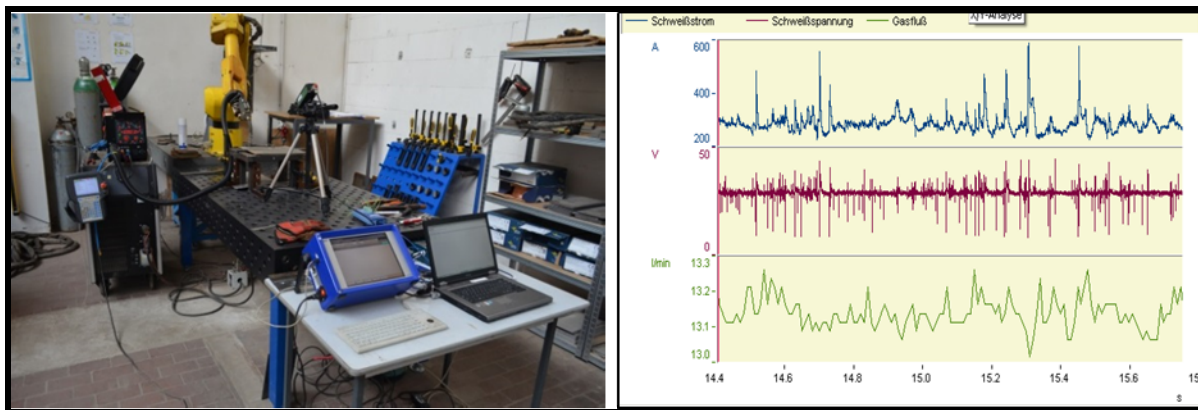 Schweißstrom Schweißspannung Gasfluß X/Y-Analyse
A 600
400
200
V 50
0
l/min 13.3
13.2
13.1
13.0
14.4 14.6 14.8 15.0 15.2 15.4 15.6 15
s